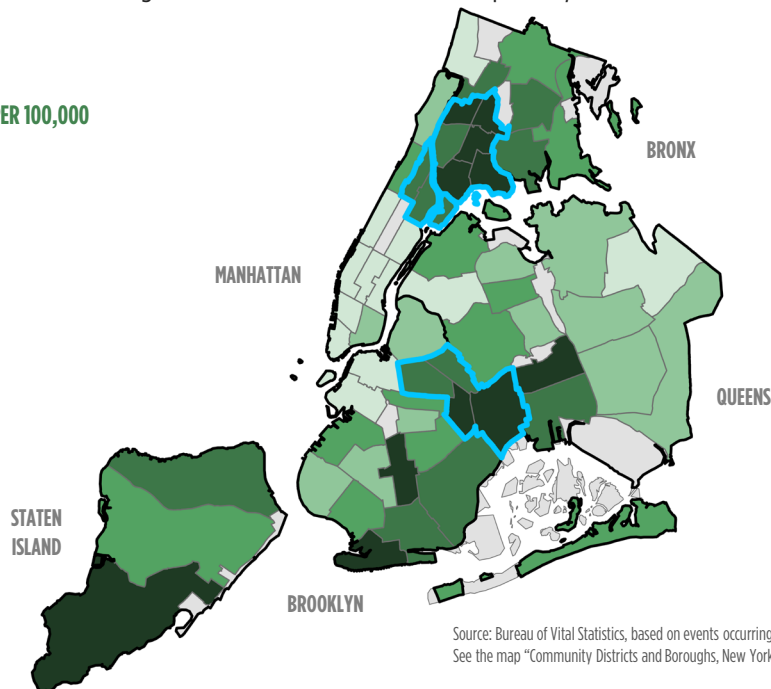 ER 100,000
BRONX
MANHATTAN
QUEENS
STATEN
ISLAND
BROOKLYN
Source: Bureau of Vital Statistics, based on events occurring
See the map “Community Districts and Boroughs, New York